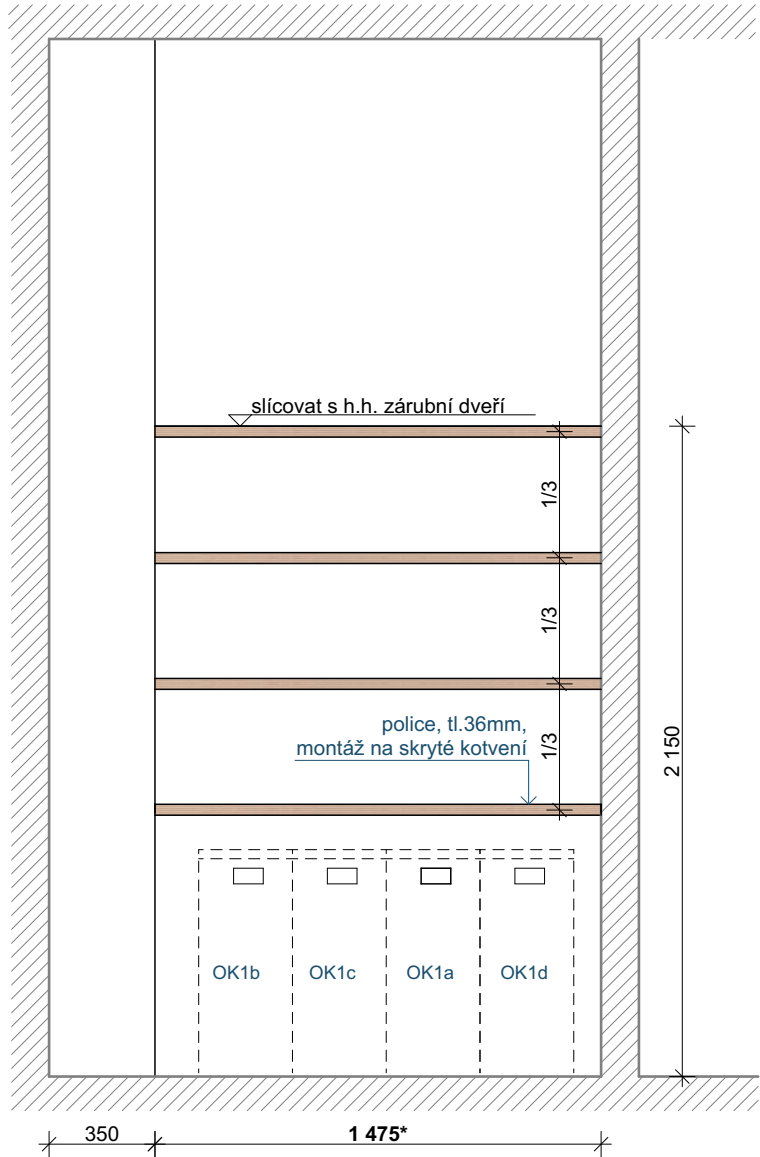 slícovat s h.h. zárubní dveří
1/3
1/3
police, tl.36mm,
montáž na skryté kotvení
1/3
2 150
OK1b
OK1c
OK1a
OK1d
350
1 475*